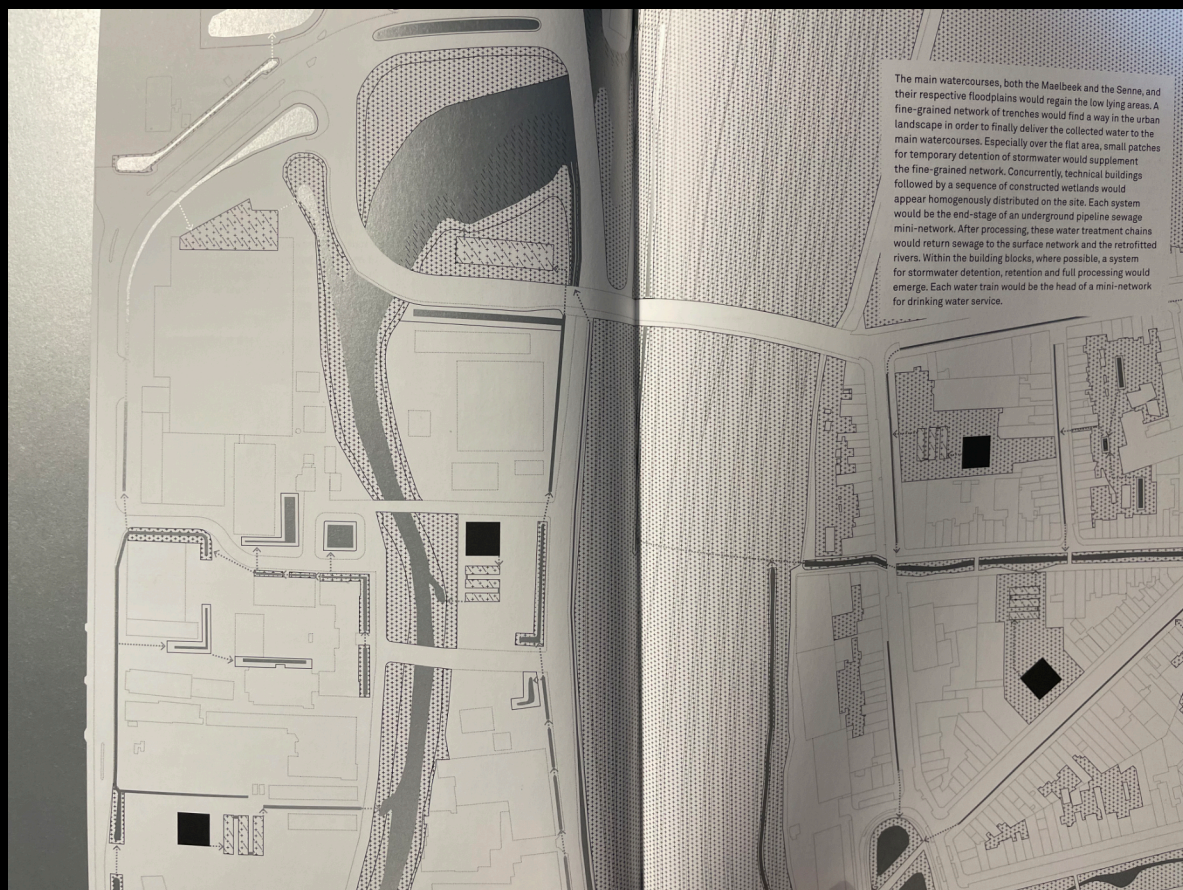 The main watercourses, both the Maelbeek and the Senne, and
their respective floodplains would regain the low lying areas. A
fine-grained network of trenches would find a way in the urban
landscape in order to finally deliver the collected water to the
main watercourses. Especially over the flat area, small patches
for temporary detention of stormwater would supplement
the fine-grained network. Concurrently, technical buildings
followed by a sequence of constructed wetlands would
appear homogenously distributed on the site. Each system
would be the end-stage of an underground pipeline sewage
mini-network. After processing, these water treatment chains
would return sewage to the surface network and the retrofitted
rivers. Within the building blocks, where possible, a system
for stormwater detention, retention and full processing would
emerge. Each water train would be the head of a mini-network
for drinking water service.